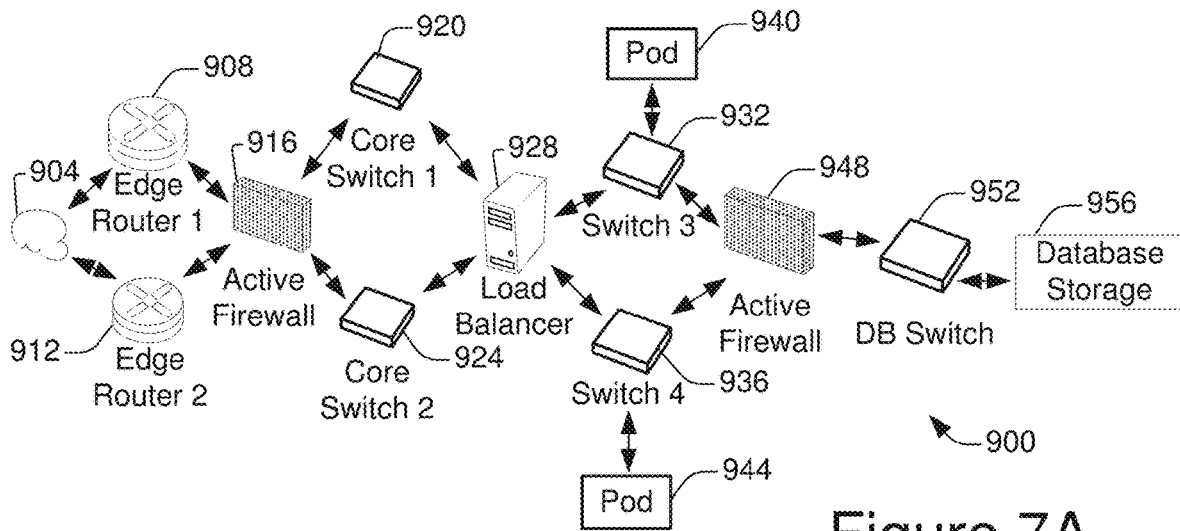 920
940
Pod
908
932
916
Core
Switch 1
928
904
948
Edge
Router 1
952
956
Switch 3
Database
Storage
Active
Firewall
Load
Balancer
Active
Firewall
DB Switch
912
Edge
Router 2
924
Core
Switch 2
936
Switch 4
900
944
Pod
Figure 7A